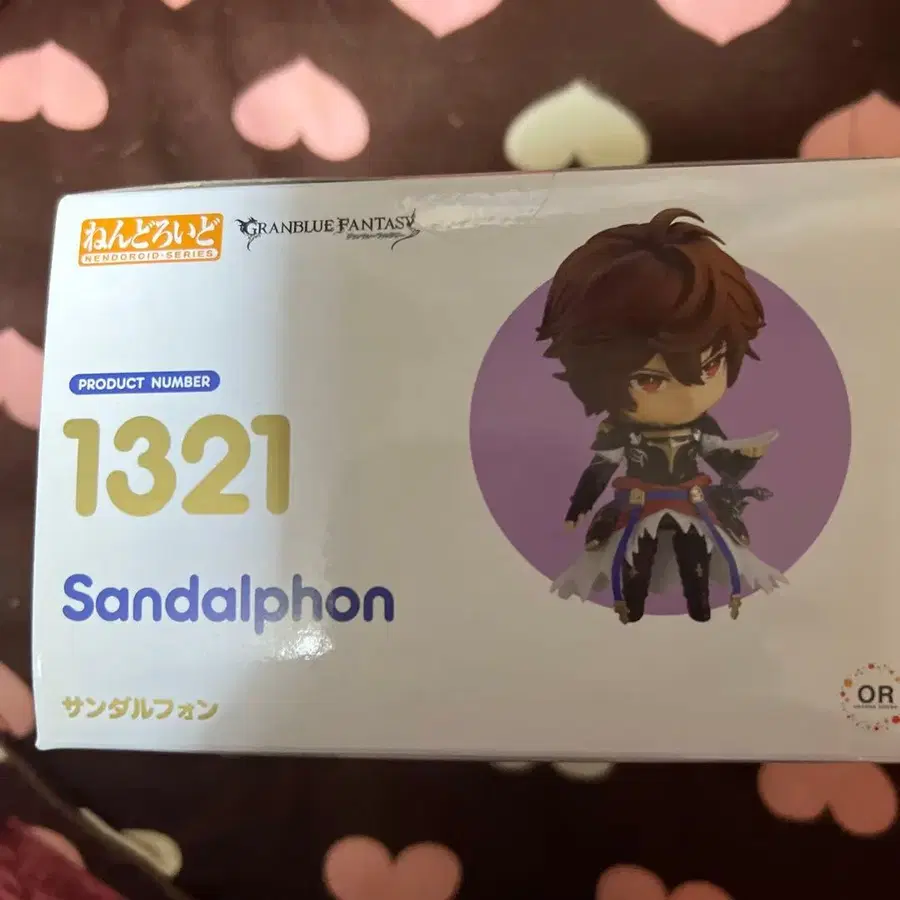 ねんどろいど
NENDOROID·SERIES
GRANBLUE FANTASY
PRODUCT NUMBER
1321
Sandalphon
サンダルフォン
OR